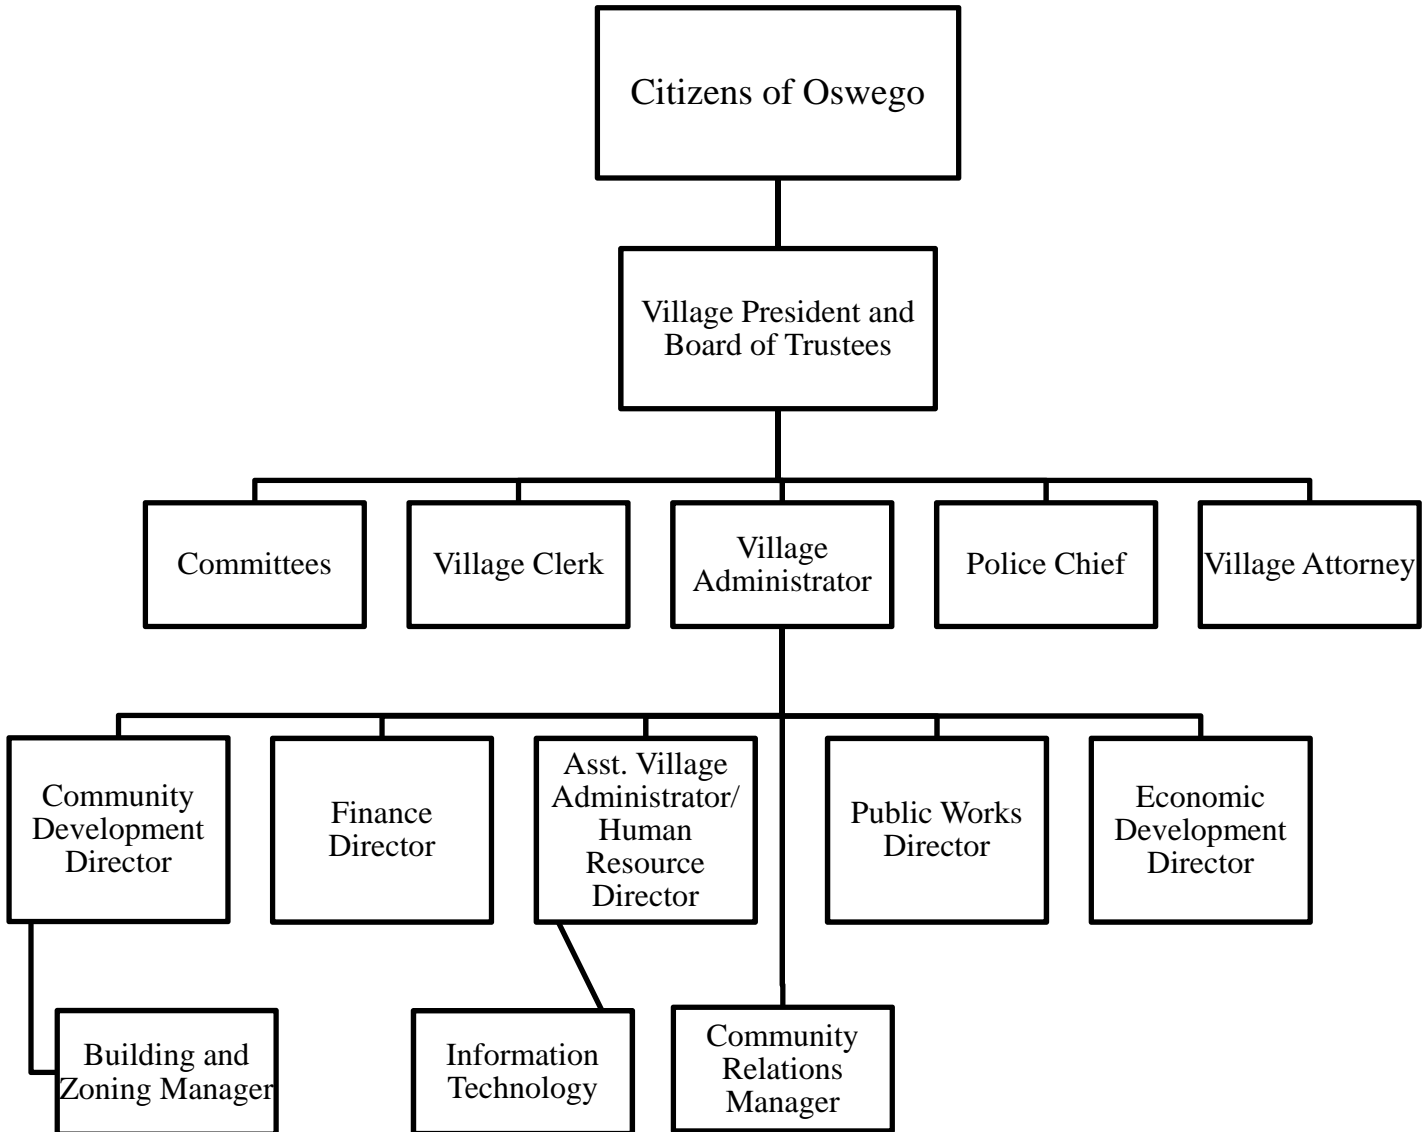 Citizens of Oswego
Village President and
Board of Trustees
Committees
Village Clerk
Village
Administrator
Police Chief
Village Attorney
Community
Development
Director
Finance
Director
Asst. Village
Administrator/
Human
Resource
Director
Public Works
Director
Economic
Development
Director
Building and
Zoning Manager
Information
Technology
Community
Relations
Manager